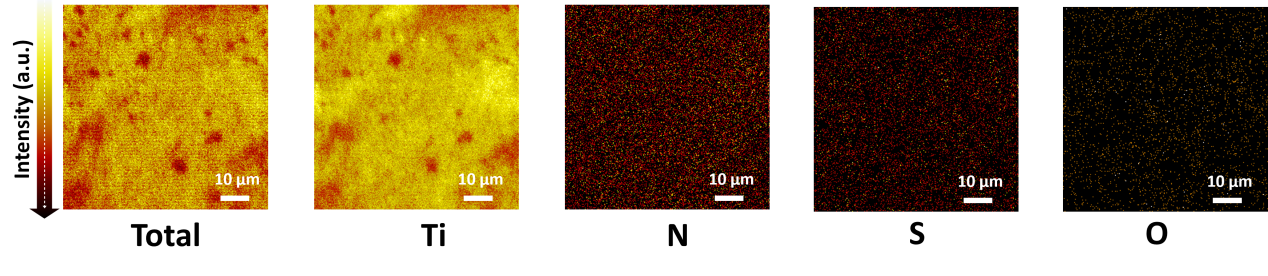 Intensity (a.u.)
10 μm
10 μm
10 μm
10 μm
10 μm
Total
Ti
N
S
O